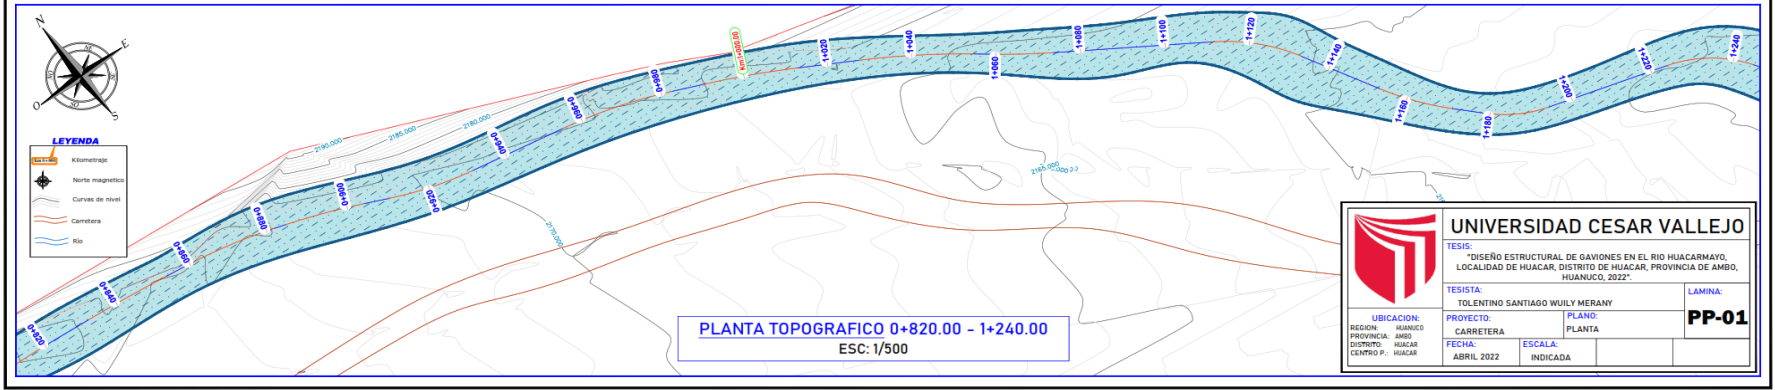 N
E
S
O
NE
SE
SO
NO
LEYENDA
Kilometraje
Norte magnetico
Curvas de nivel
Carretera
Río
0+820
0+840
0+860
0+880
0+900
0+920
0+940
0+960
0+980
Km:1+000.00
1+020
1+040
1+060
1+080
1+100
1+120
1+140
1+160
1+180
1+200
1+220
1+240
2190.000
2185.000
2180.000
2170.000
PLANTA TOPOGRAFICO 0+820.00 - 1+240.00
ESC: 1/500
UNIVERSIDAD CESAR VALLEJO
TESIS:
"DISEÑO ESTRUCTURAL DE GAVIONES EN EL RIO HUACARMAYO,
LOCALIDAD DE HUACAR, DISTRITO DE HUACAR, PROVINCIA DE AMBO,
HUANUCO, 2022".
TESISTA:
TOLENTINO SANTIAGO WUILY MERANY
LAMINA:
PP-01
UBICACION:
REGION: HUANUCO
PROVINCIA: AMBO
DISTRITO: HUACAR
CENTRO P.: HUACAR
PROYECTO:
CARRETERA
PLANO:
PLANTA
FECHA:
ABRIL 2022
ESCALA:
INDICADA